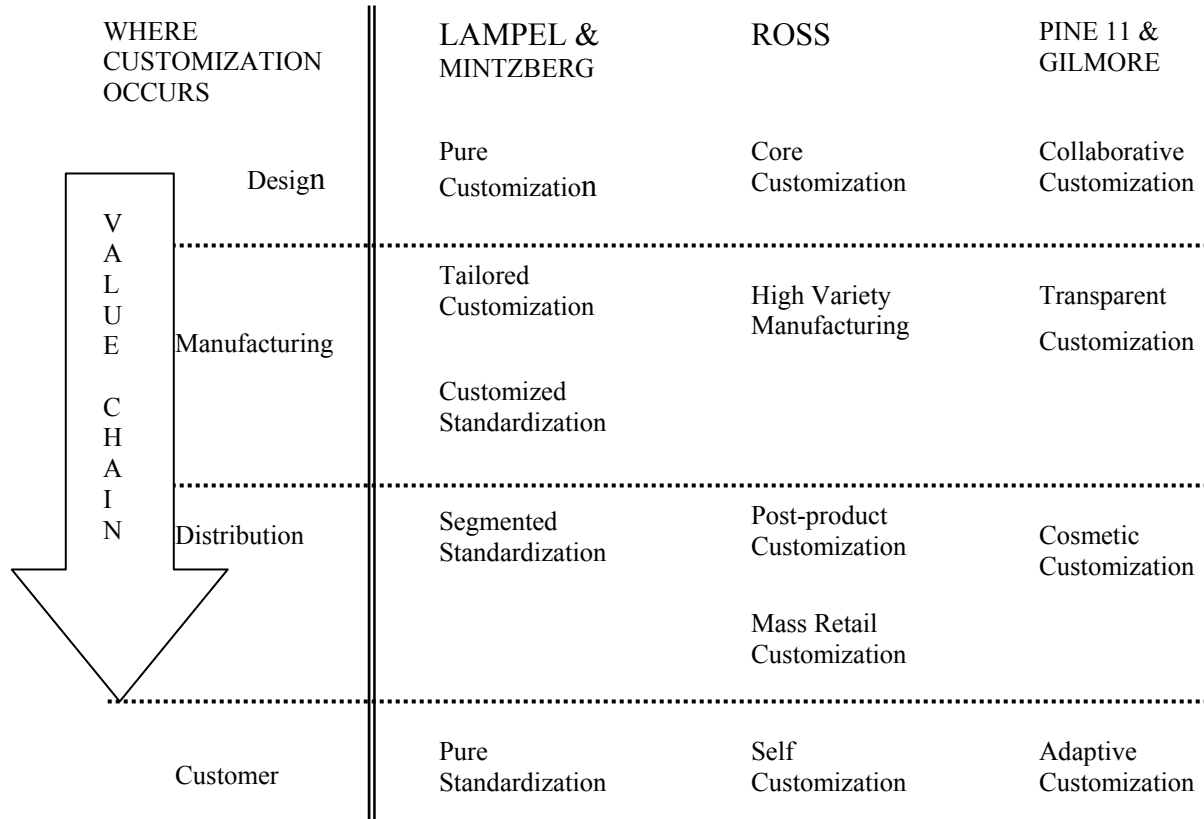 WHERE
CUSTOMIZATION
OCCURS
LAMPEL &
MINTZBERG
ROSS
PINE 11 &
GILMORE
Design
Pure
Customization
Core
Customization
Collaborative
Customization
V
A
L
U
E
C
H
A
I
N
Manufacturing
Tailored
Customization
Customized
Standardization
High Variety
Manufacturing
Transparent
Customization
Distribution
Segmented
Standardization
Post-product
Customization
Mass Retail
Customization
Cosmetic
Customization
Customer
Pure
Standardization
Self
Customization
Adaptive
Customization